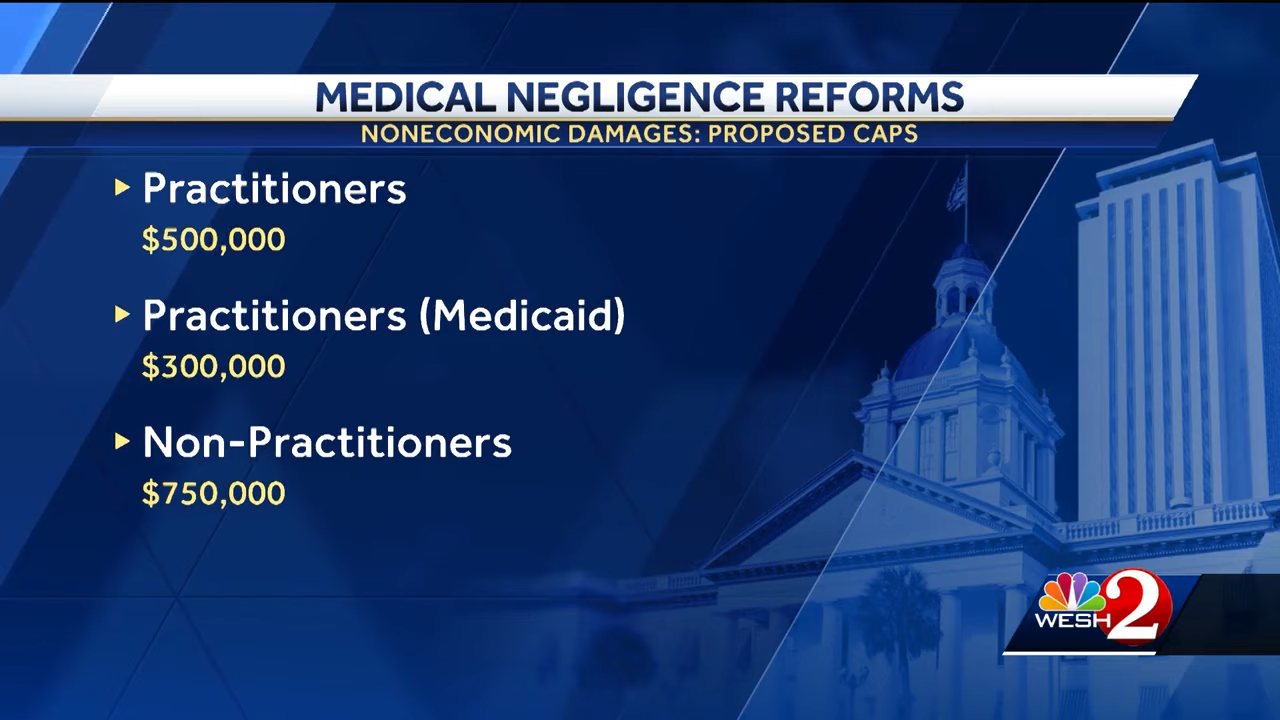 MEDICAL NEGLIGENCE REFORMS
NONECONOMIC DAMAGES: PROPOSED CAPS
Practitioners
$500,000
Practitioners (Medicaid)
$300,000
Non-Practitioners
$750,000
WESH 2